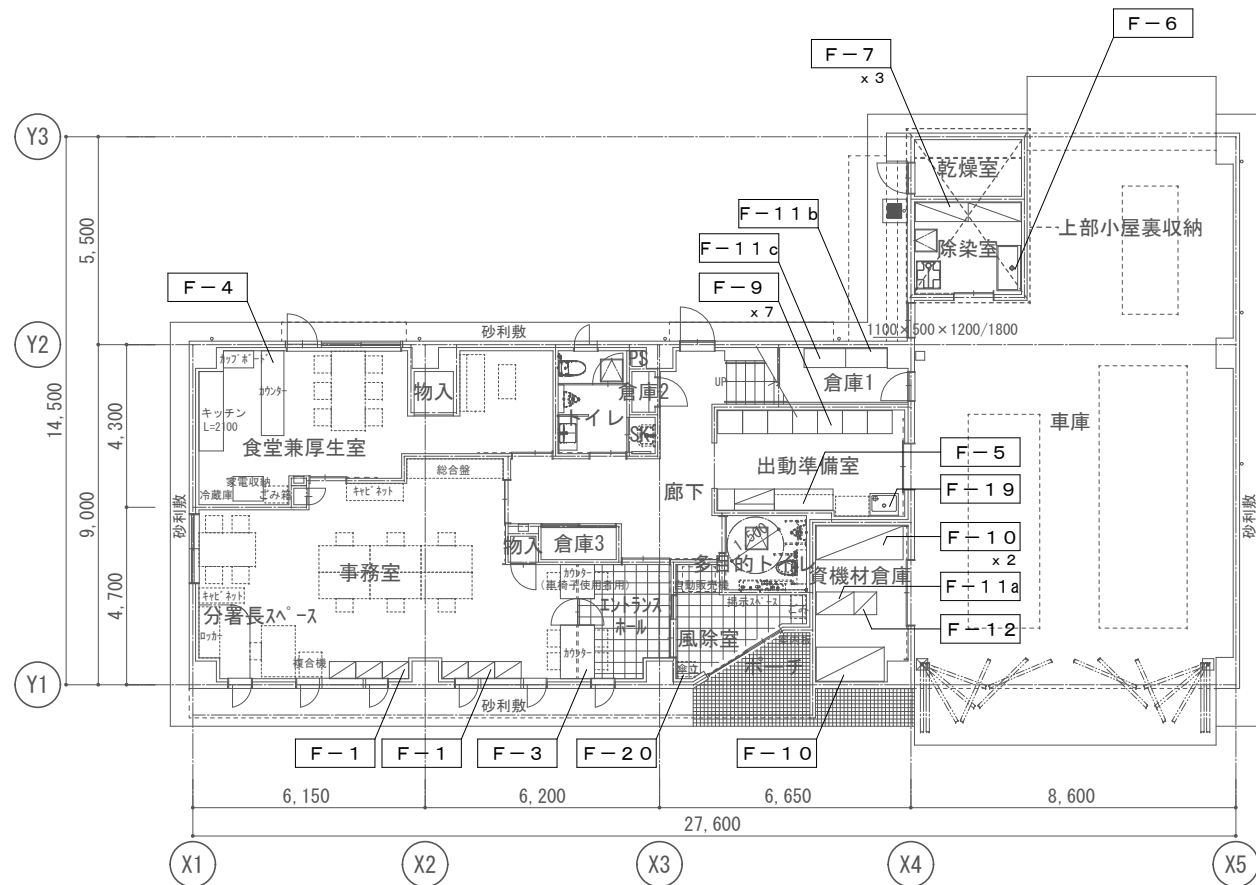 F－6
F－7
x 3
Y3
乾燥室
F－11b
上部小屋裏収納
F－11c
除染室
5,500
F－4
F－9
x 7
1100×500×1200/1800
砂利敷
Y2
カップボード
PS
カウンター
物入
UP
倉庫1
キッチン
L=2100
倉庫2
トイレ
車庫
14,500
4,300
食堂兼厚生室
SK
出動準備室
F－5
総合盤
家電収納
冷蔵庫
ごみ箱
キャビネット
廊下
F－19
砂利敷
砂利敷
9,000
1,500
F－10
x 2
物入
倉庫3
多目的トイレ
資機材倉庫
事務室
カウンター
(車椅子使用者用)
自動販売機
F－11a
4,700
キャビネット
エントランス
ホール
掲示スペース
分署長スペース
F－12
ロッカー
風除室
複合機
カウンター
傘立
ポーチ
Y1
砂利敷
F－1
F－1
F－3
F－20
F－10
6,150
6,200
6,650
8,600
27,600
X1
X2
X3
X4
X5